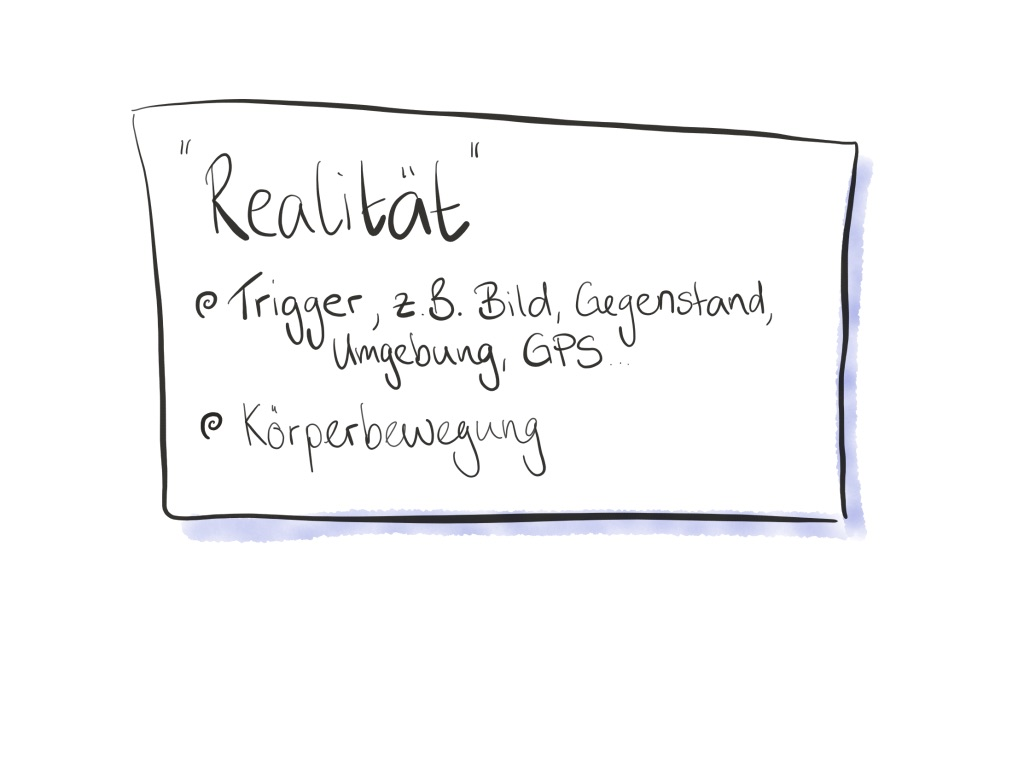 "Realität"
Trigger, z.B. Bild, Gegenstand,
Umgebung, GPS...
Körperbewegung